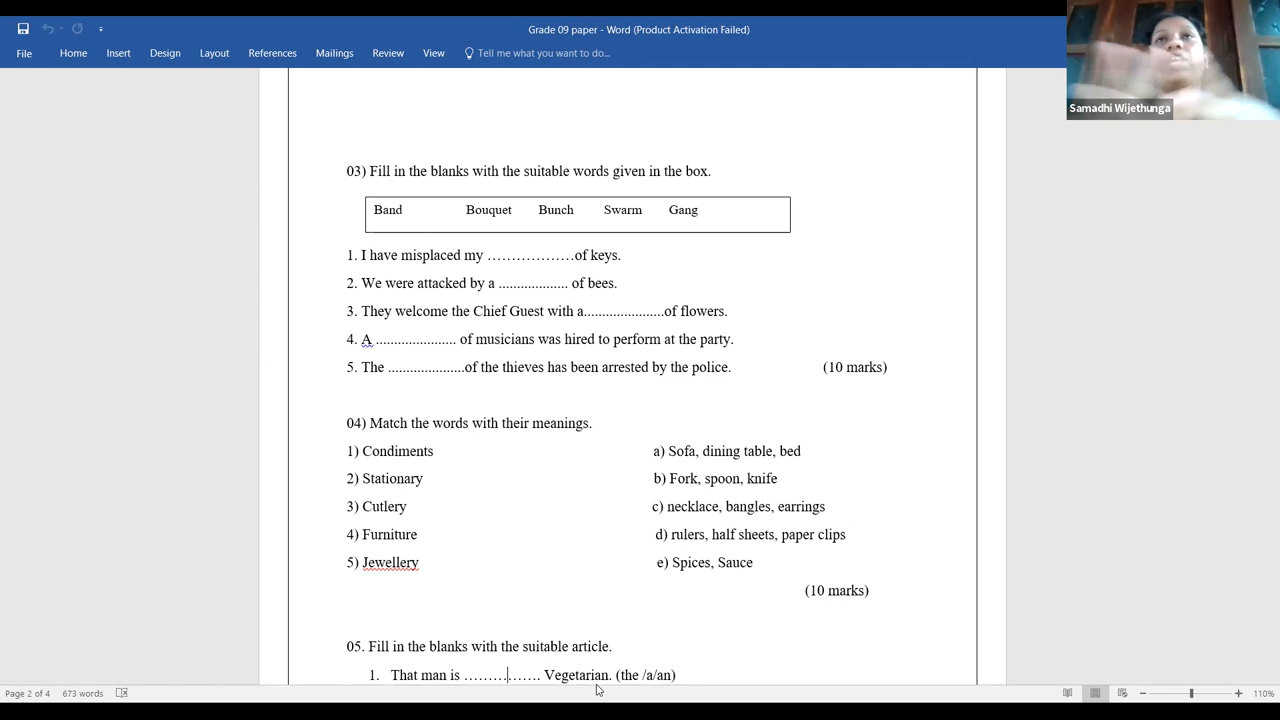 Grade 09 paper - Word (Product Activation Failed)
File Home Insert Design Layout References Mailings Review View Tell me what you want to do...
Samadhi Wijethunga
03) Fill in the blanks with the suitable words given in the box.
Band Bouquet Bunch Swarm Gang
1. I have misplaced my ………………of keys.
2. We were attacked by a ................... of bees.
3. They welcome the Chief Guest with a......................of flowers.
4. A ...................... of musicians was hired to perform at the party.
5. The .....................of the thieves has been arrested by the police. (10 marks)
04) Match the words with their meanings.
1) Condiments a) Sofa, dining table, bed
2) Stationary b) Fork, spoon, knife
3) Cutlery c) necklace, bangles, earrings
4) Furniture d) rulers, half sheets, paper clips
5) Jewellery e) Spices, Sauce
(10 marks)
05. Fill in the blanks with the suitable article.
1. That man is ……………. Vegetarian. (the /a/an)
Page 2 of 4 673 words 110%